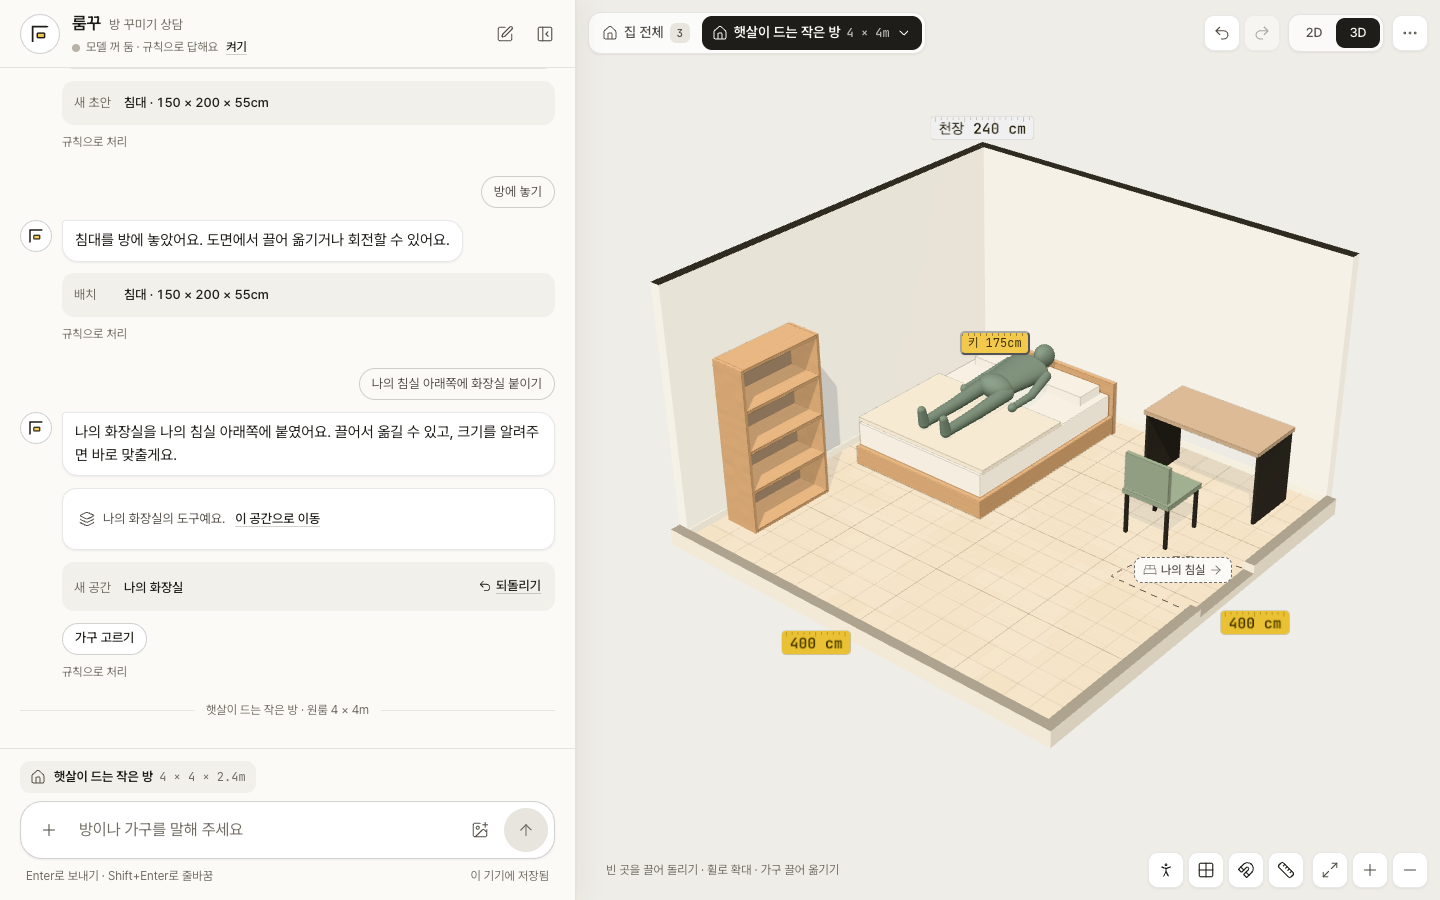 룸꾸 방 꾸미기 상담
모델 꺼 둠 · 규칙으로 답해요 켜기
새 초안 침대 · 150 × 200 × 55cm
규칙으로 처리
방에 놓기
침대를 방에 놓았어요. 도면에서 끌어 옮기거나 회전할 수 있어요.
배치 침대 · 150 × 200 × 55cm
규칙으로 처리
나의 침실 아래쪽에 화장실 붙이기
나의 화장실을 나의 침실 아래쪽에 붙였어요. 끌어서 옮길 수 있고, 크기를 알려주
면 바로 맞출게요.
나의 화장실의 도구예요. 이 공간으로 이동
새 공간 나의 화장실 되돌리기
가구 고르기
규칙으로 처리
햇살이 드는 작은 방 · 원룸 4 × 4m
햇살이 드는 작은 방 4 × 4 × 2.4m
방이나 가구를 말해 주세요
Enter로 보내기 · Shift+Enter로 줄바꿈 이 기기에 저장됨
집 전체 3 햇살이 드는 작은 방 4 × 4m
2D 3D
천장 240 cm
키 175cm
나의 침실
400 cm
400 cm
빈 곳을 끌어 돌리기 · 휠로 확대 · 가구 끌어 옮기기